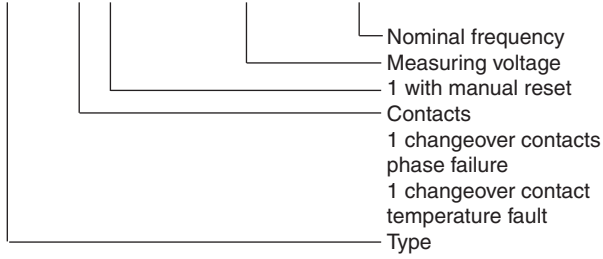 Nominal frequency
Measuring voltage
1 with manual reset
Contacts
1 changeover contacts
phase failure
1 changeover contact
temperature fault
Type